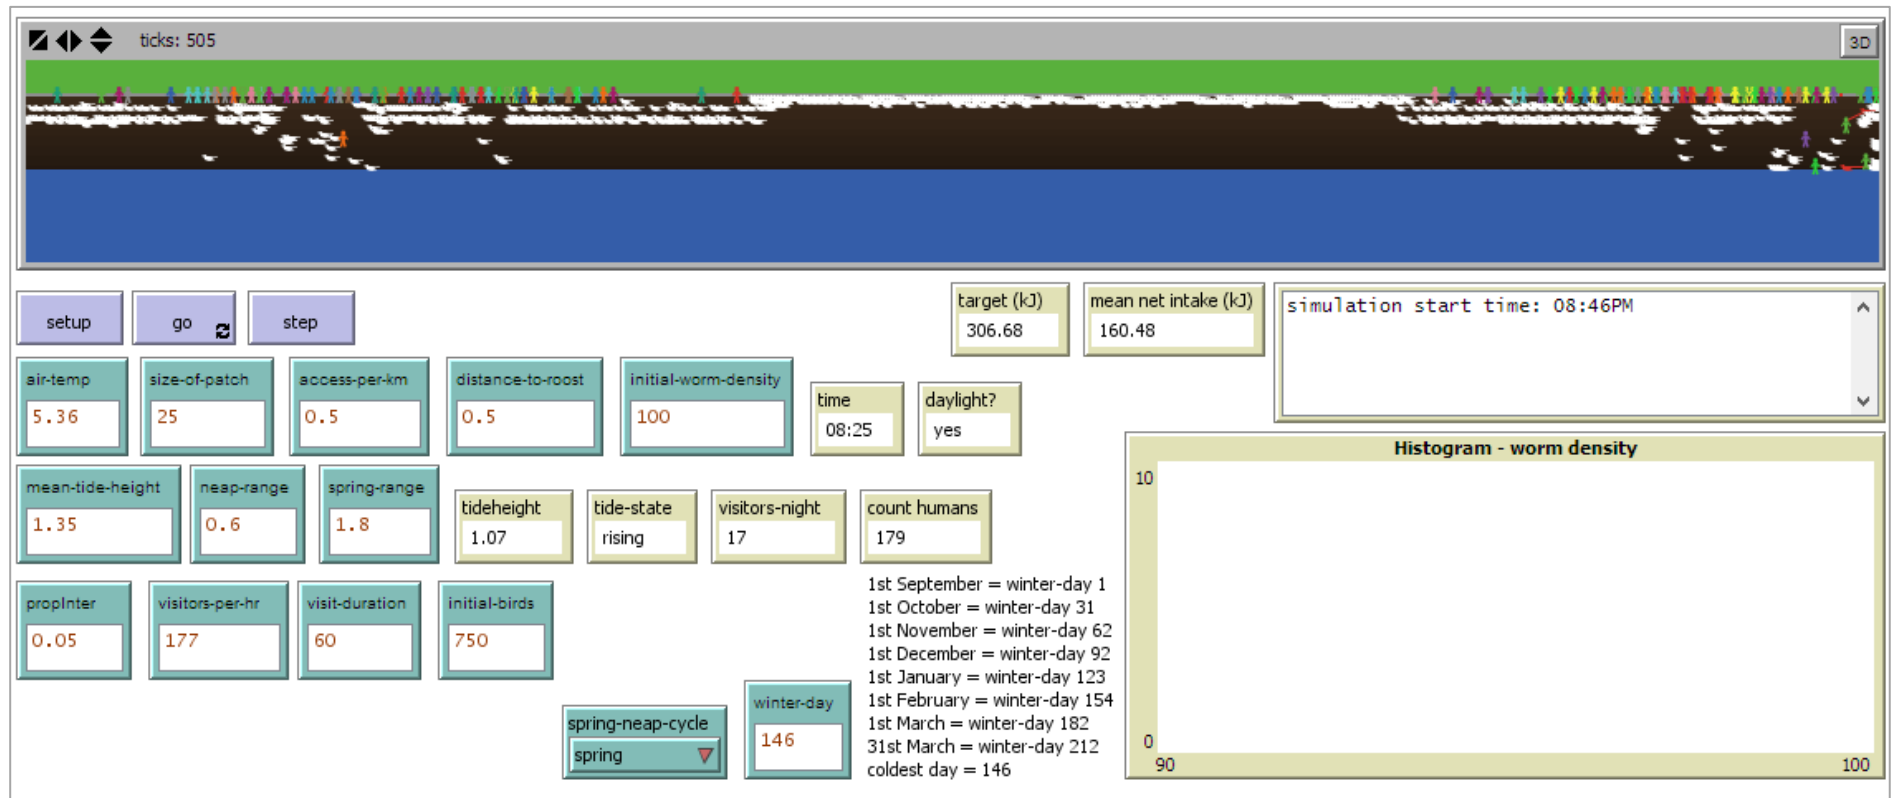 ticks: 505
3D
setup
go
step
target (kJ)
306.68
mean net intake (kJ)
160.48
simulation start time: 08:46PM
air-temp
5.36
size-of-patch
25
access-per-km
0.5
distance-to-roost
0.5
initial-worm-density
100
time
08:25
daylight?
yes
Histogram - worm density
10
0
90
100
mean-tide-height
1.35
neap-range
0.6
spring-range
1.8
tideheight
1.07
tide-state
rising
visitors-night
17
count humans
179
propInter
0.05
visitors-per-hr
177
visit-duration
60
initial-birds
750
1st September = winter-day 1
1st October = winter-day 31
1st November = winter-day 62
1st December = winter-day 92
1st January = winter-day 123
1st February = winter-day 154
1st March = winter-day 182
31st March = winter-day 212
coldest day = 146
spring-neap-cycle
spring
winter-day
146